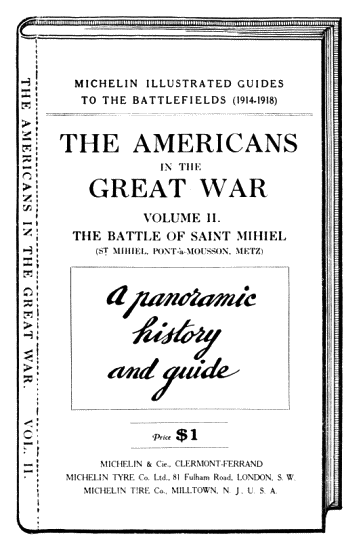 MICHELIN ILLUSTRATED GUIDES
TO THE BATTLEFIELDS (1914-1918)
THE AMERICANS
IN THE
GREAT WAR
VOLUME II.
THE BATTLE OF SAINT MIHIEL
(ST MIHIEL, PONT-à-MOUSSON, METZ)
A panoramic
history
and guide
Price $1
MICHELIN & Cie., CLERMONT-FERRAND
MICHELIN TYRE Co. Ltd., 81 Fulham Road, LONDON, S. W.
MICHELIN TIRE Co., MILLTOWN, N. J., U. S. A.
THE AMERICANS IN THE GREAT WAR VOL. II.